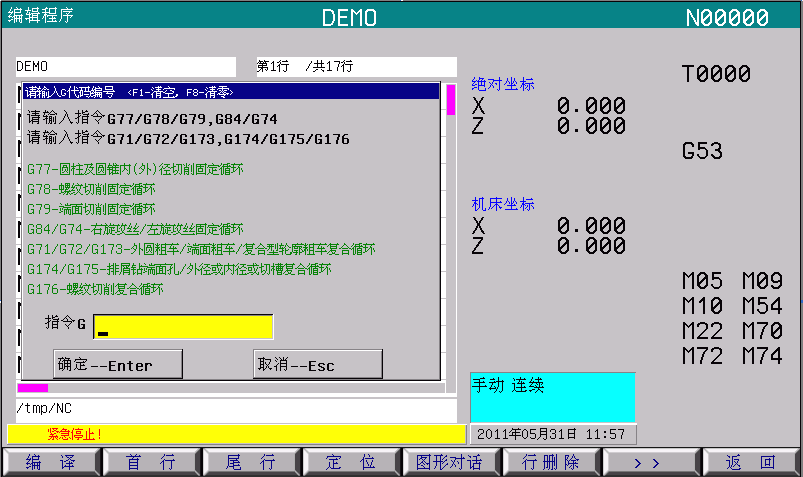 编辑程序 DEMO N00000
DEMO 第1行 /共17行
T0000
请输入G代码编号 <F1-清空, F8-清零>
请输入指令G77/G78/G79,G84/G74
请输入指令G71/G72/G173,G174/G175/G176
G77-圆柱及圆锥内(外)径切削固定循环
G78-螺纹切削固定循环
G79-端面切削固定循环
G84/G74-右旋攻丝/左旋攻丝固定循环
G71/G72/G173-外圆粗车/端面粗车/复合型轮廓粗车复合循环
G174/G175-排屑钻端面孔/外径或内径或切槽复合循环
G176-螺纹切削复合循环
指令G
确定--Enter 取消--Esc
绝对坐标
X 0.000
Z 0.000
G53
机床坐标
X 0.000
Z 0.000
M05 M09
M10 M54
M22 M70
M72 M74
/tmp/NC
手动 连续
紧急停止!
2011年05月31日 11:57
编 译 首 行 尾 行 定 位 图形对话 行删除 >> 返 回